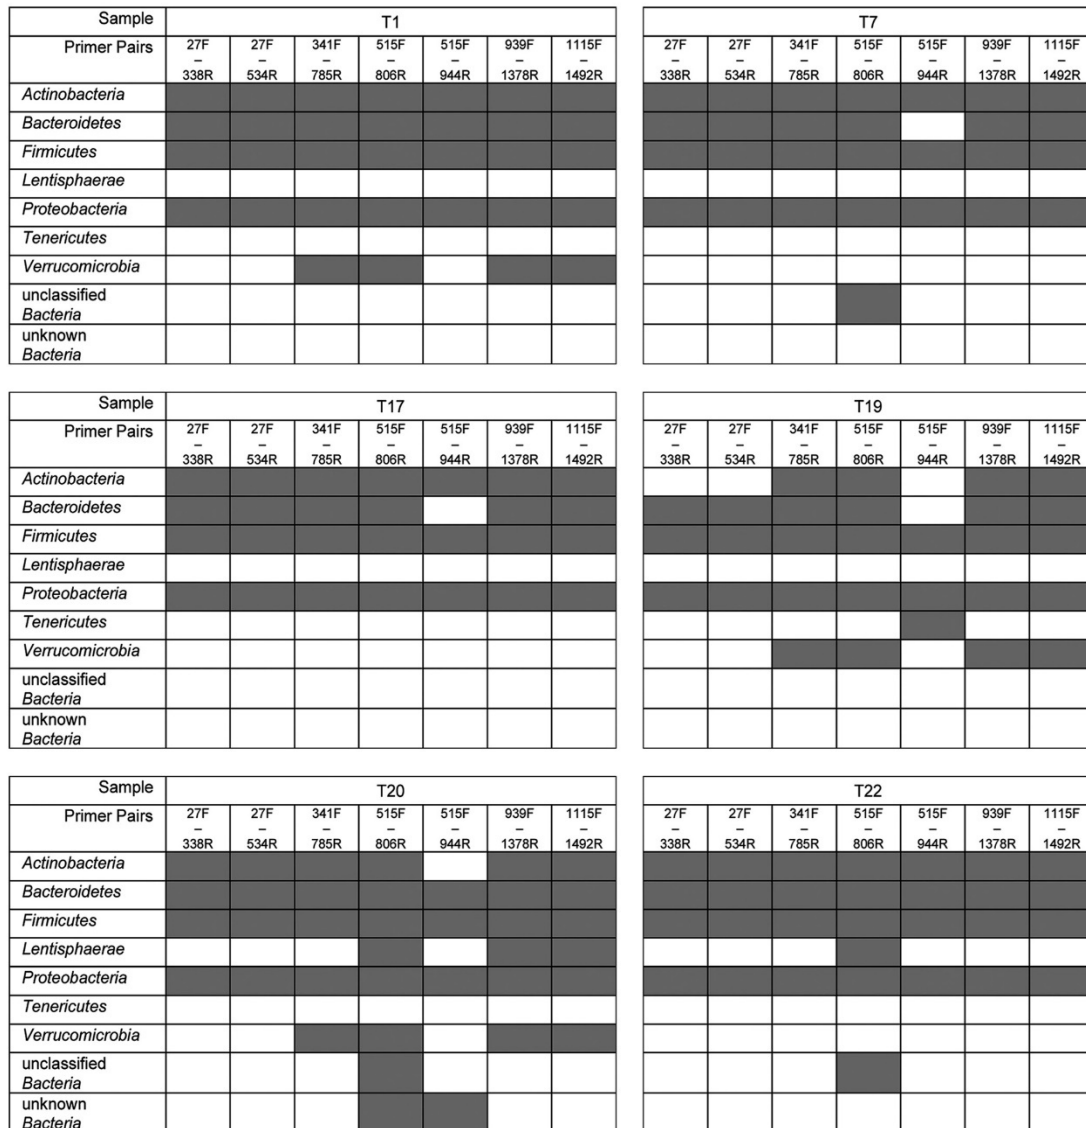 Sample T1 T7
Primer Pairs 27F – 338R 27F – 534R 341F – 785R 515F – 806R 515F – 944R 939F – 1378R 1115F – 1492R 27F – 338R 27F – 534R 341F – 785R 515F – 806R 515F – 944R 939F – 1378R 1115F – 1492R
Actinobacteria
Bacteroidetes
Firmicutes
Lentisphaerae
Proteobacteria
Tenericutes
Verrucomicrobia
unclassified
Bacteria
unknown
Bacteria
Sample T17 T19
Primer Pairs 27F – 338R 27F – 534R 341F – 785R 515F – 806R 515F – 944R 939F – 1378R 1115F – 1492R 27F – 338R 27F – 534R 341F – 785R 515F – 806R 515F – 944R 939F – 1378R 1115F – 1492R
Actinobacteria
Bacteroidetes
Firmicutes
Lentisphaerae
Proteobacteria
Tenericutes
Verrucomicrobia
unclassified
Bacteria
unknown
Bacteria
Sample T20 T22
Primer Pairs 27F – 338R 27F – 534R 341F – 785R 515F – 806R 515F – 944R 939F – 1378R 1115F – 1492R 27F – 338R 27F – 534R 341F – 785R 515F – 806R 515F – 944R 939F – 1378R 1115F – 1492R
Actinobacteria
Bacteroidetes
Firmicutes
Lentisphaerae
Proteobacteria
Tenericutes
Verrucomicrobia
unclassified
Bacteria
unknown
Bacteria